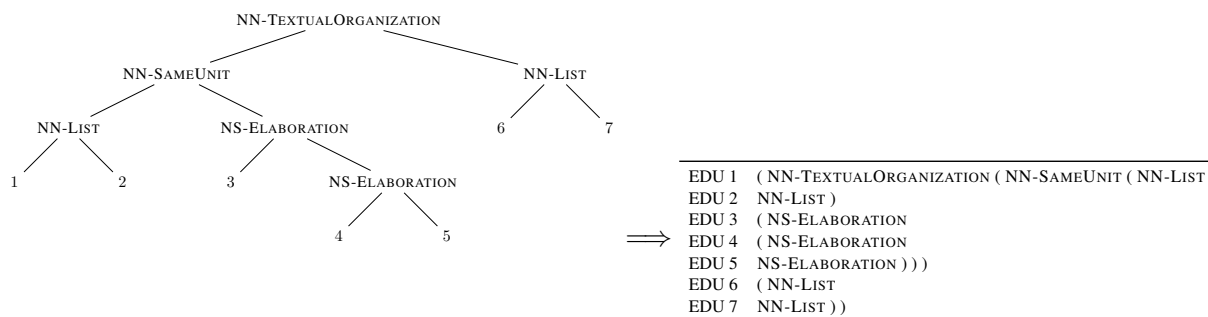 NN-TEXTUALORGANIZATION
NN-SAMEUNIT NN-LIST
NN-LIST NS-ELABORATION 6 7
1 2 3 NS-ELABORATION
4 5
⟹
EDU 1 ( NN-TEXTUALORGANIZATION ( NN-SAMEUNIT ( NN-LIST
EDU 2 NN-LIST )
EDU 3 ( NS-ELABORATION
EDU 4 ( NS-ELABORATION
EDU 5 NS-ELABORATION ) ) )
EDU 6 ( NN-LIST
EDU 7 NN-LIST ) )